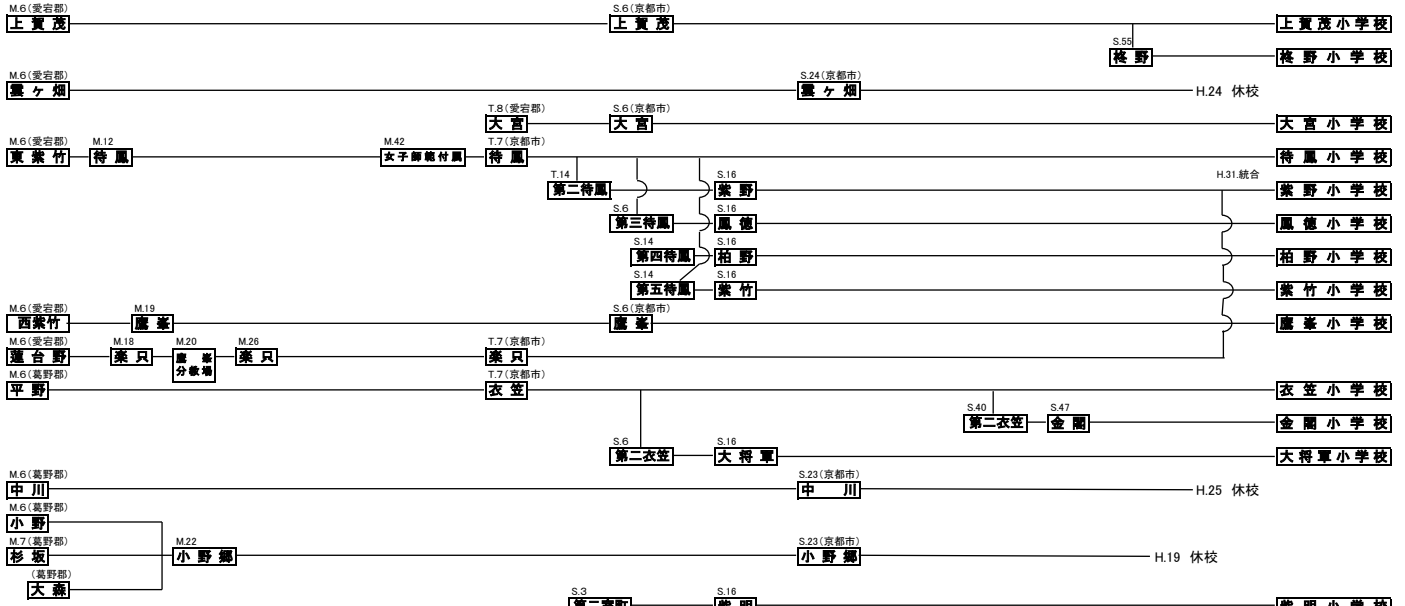 M.6(愛宕郡) S.6(京都市)
上賀茂 上賀茂 上賀茂小学校
S.55
柊野 柊野小学校
M.6(愛宕郡) S.24(京都市)
雲ヶ畑 雲ヶ畑 H.24 休校
T.8(愛宕郡) S.6(京都市)
大宮 大宮 大宮小学校
M.6(愛宕郡) M.12 M.42 T.7(京都市)
東紫竹 待鳳 女子師範付属 待鳳 待鳳小学校
T.14 S.16 H.31.統合
第二待鳳 紫野 紫野小学校
S.6 S.16
第三待鳳 鳳徳 鳳徳小学校
S.14 S.16
第四待鳳 柏野 柏野小学校
S.14 S.16
第五待鳳 紫竹 紫竹小学校
M.6(愛宕郡) M.19 S.6(京都市)
西紫竹 鷹峯 鷹峯 鷹峯小学校
M.6(愛宕郡) M.18 M.20 M.26 T.7(京都市)
蓮台野 楽只 鷹峯 楽只 楽只
分教場
M.6(葛野郡) T.7(京都市)
平野 衣笠 衣笠小学校
S.40 S.47
第二衣笠 金閣 金閣小学校
S.6 S.16
第二衣笠 大将軍 大将軍小学校
M.6(葛野郡) S.23(京都市)
中川 中川 H.25 休校
M.6(葛野郡)
小野
M.7(葛野郡) M.22 S.23(京都市)
杉坂 小野郷 小野郷 H.19 休校
(葛野郡)
大森
S.3 S.16
第二室町 紫明 紫明小学校